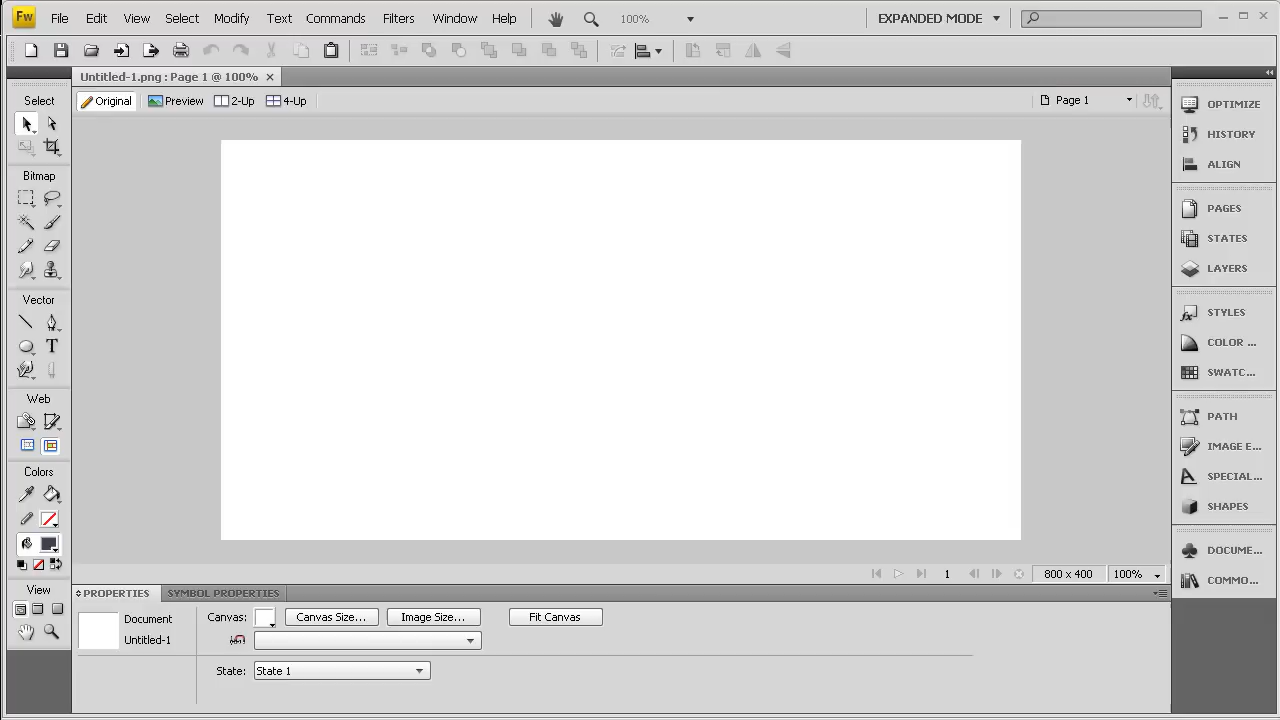 Fw File Edit View Select Modify Text Commands Filters Window Help 100% EXPANDED MODE
Untitled-1.png : Page 1 @ 100%
Original Preview 2-Up 4-Up Page 1
Select
Bitmap
Vector
T
Web
Colors
View
OPTIMIZE
HISTORY
ALIGN
PAGES
STATES
LAYERS
STYLES
COLOR ...
SWATC...
PATH
IMAGE E...
SPECIAL...
SHAPES
DOCUME...
COMMO...
1 800 x 400 100%
PROPERTIES SYMBOL PROPERTIES
Document Canvas: Canvas Size... Image Size... Fit Canvas
Untitled-1
State: State 1